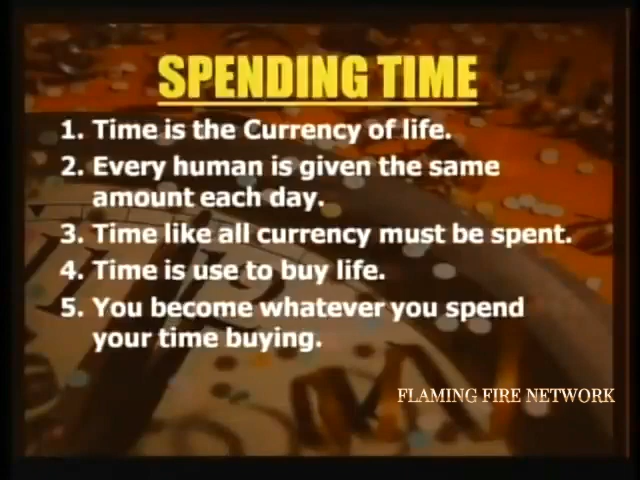 SPENDING TIME
1. Time is the Currency of life.
2. Every human is given the same
amount each day.
3. Time like all currency must be spent.
4. Time is use to buy life.
5. You become whatever you spend
your time buying.
FLAMING FIRE NETWORK